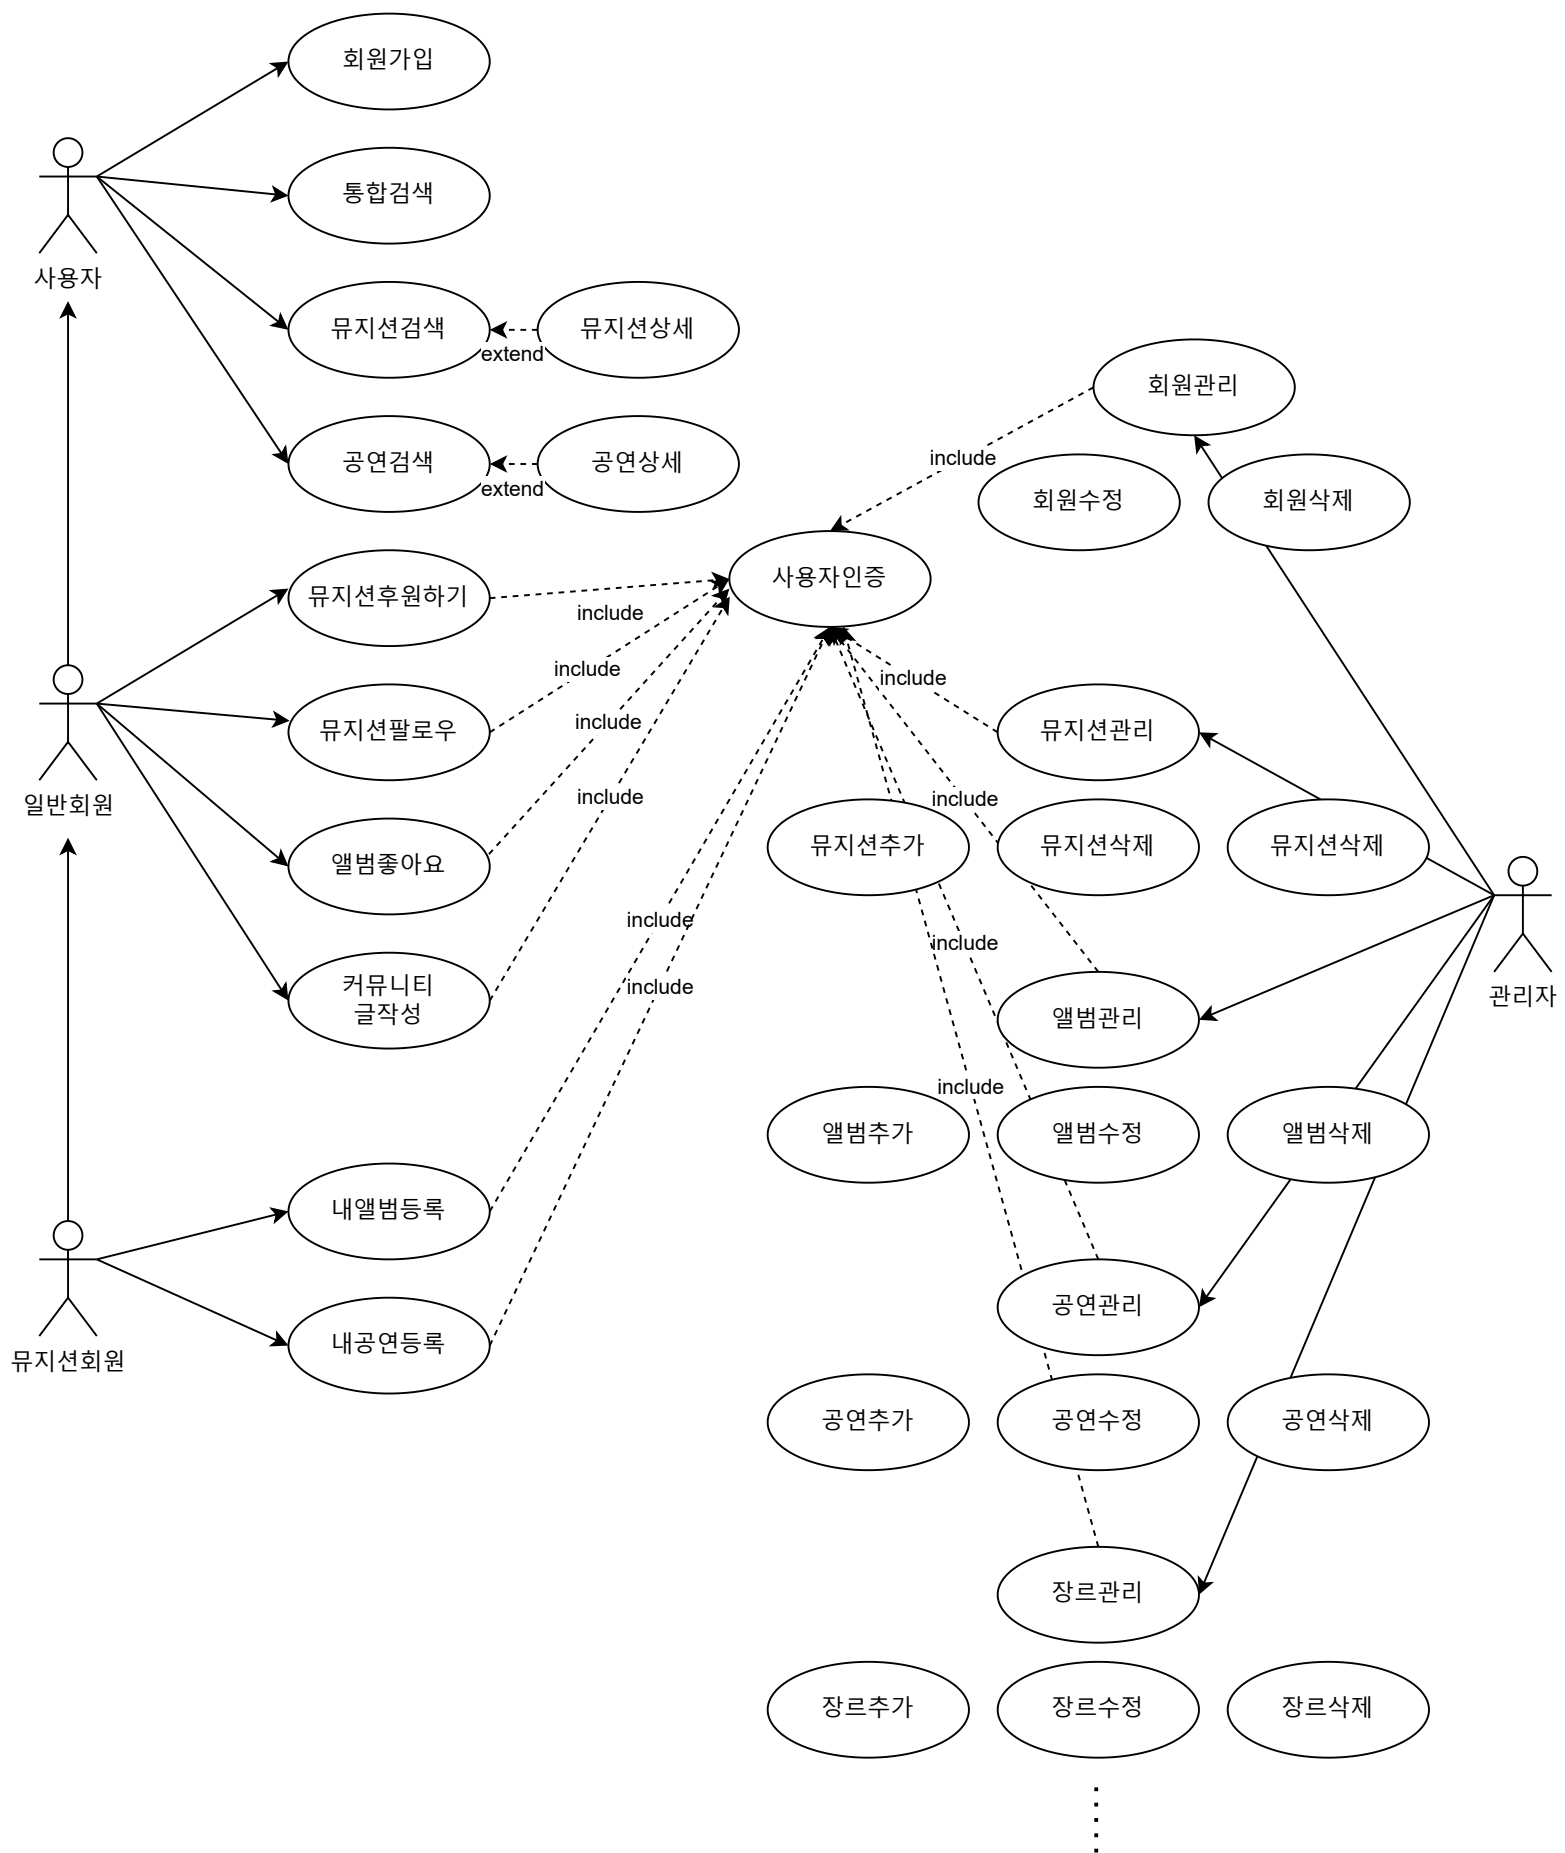 회원가입
통합검색
사용자
뮤지션검색
뮤지션상세
extend
회원관리
공연검색
공연상세
include
extend
회원수정
회원삭제
사용자인증
뮤지션후원하기
include
include
include
뮤지션팔로우
include
뮤지션관리
일반회원
include
include
뮤지션추가
뮤지션삭제
뮤지션삭제
앨범좋아요
include
include
include
커뮤니티
글작성
관리자
앨범관리
include
앨범추가
앨범수정
앨범삭제
내앨범등록
공연관리
내공연등록
뮤지션회원
공연추가
공연수정
공연삭제
장르관리
장르추가
장르수정
장르삭제